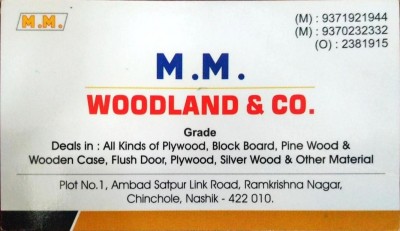 M.M.
(M) : 9371921944
(M) : 9370232332
(O) : 2381915
M.M.
WOODLAND & CO.
Grade
Deals in : All Kinds of Plywood, Block Board, Pine Wood &
Wooden Case, Flush Door, Plywood, Silver Wood & Other Material
Plot No.1, Ambad Satpur Link Road, Ramkrishna Nagar,
Chinchole, Nashik - 422 010.